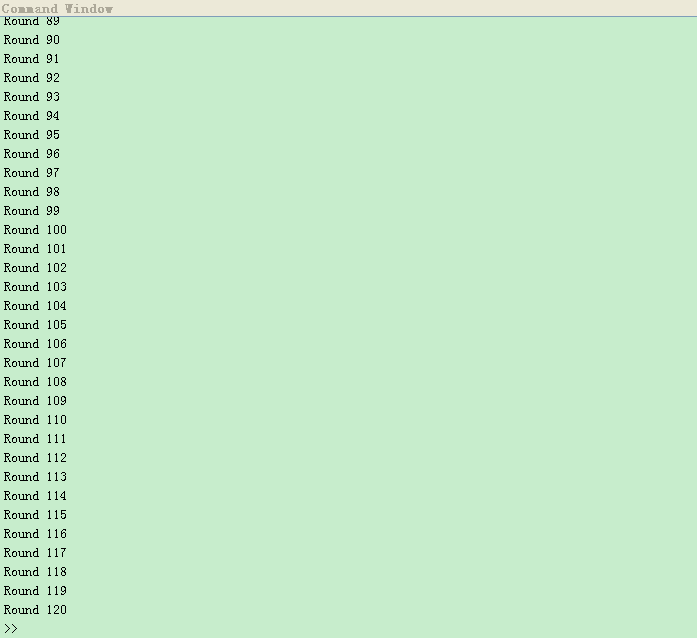 Command Window
Round 89
Round 90
Round 91
Round 92
Round 93
Round 94
Round 95
Round 96
Round 97
Round 98
Round 99
Round 100
Round 101
Round 102
Round 103
Round 104
Round 105
Round 106
Round 107
Round 108
Round 109
Round 110
Round 111
Round 112
Round 113
Round 114
Round 115
Round 116
Round 117
Round 118
Round 119
Round 120
>>